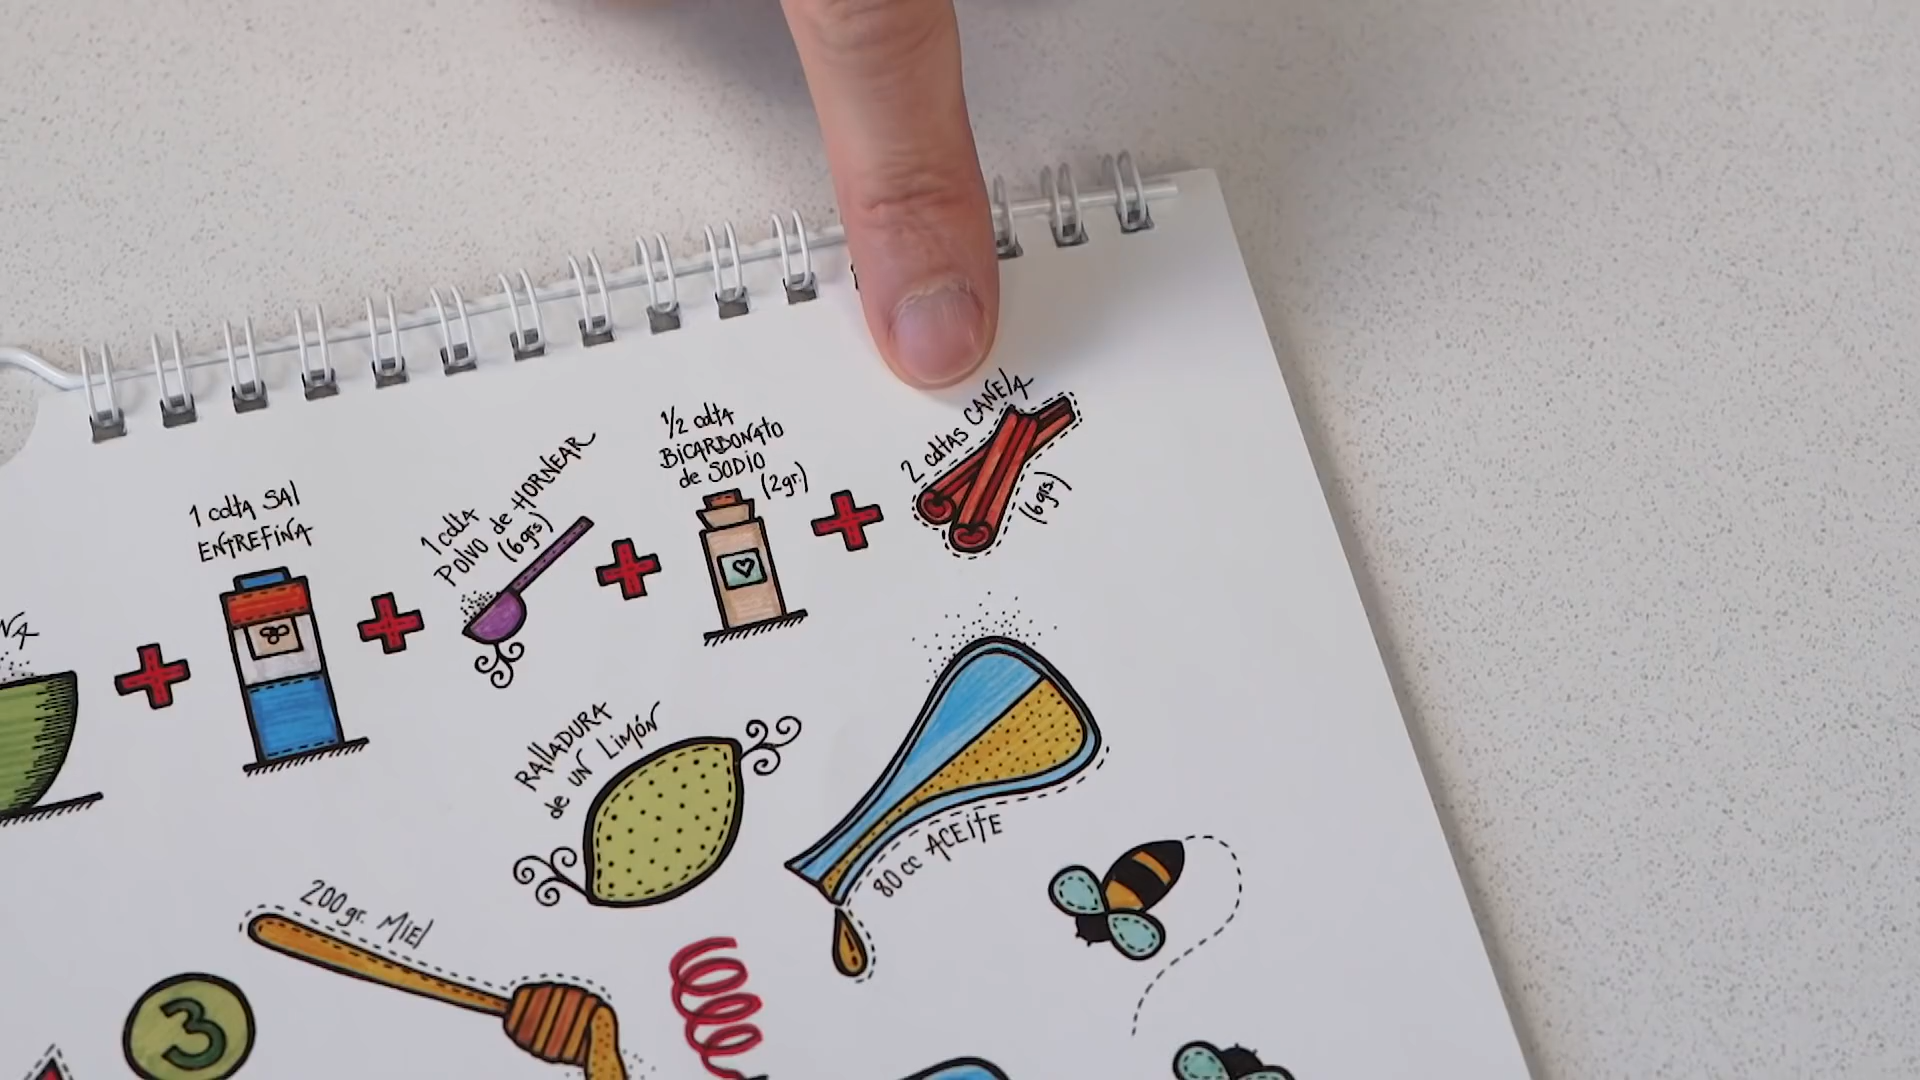 1 cdta SAl
ENTREFINA
1 cdta
POlVO de HORNEAR
(6grs)
1/2 cdta
BiCARBONATO
de SODIO
(2gr.)
2 cdtas CANElA
(6grs.)
RAllADURA
de UN LiMÓN
80 cc ACEITE
200 gr. MiEl
3